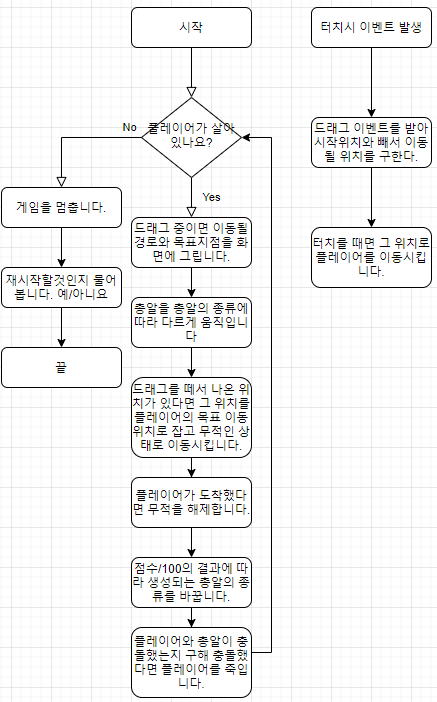 시작
터치시 이벤트 발생
플레이어가 살아
있나요?
No
Yes
드래그 이벤트를 받아
시작위치와 빼서 이동
될 위치를 구한다.
게임을 멈춥니다.
드래그 중이면 이동될
경로와 목표지점을 화
면에 그립니다.
터치를 때면 그 위치로
플레이어를 이동시킵
니다.
재시작할것인지 물어
봅니다. 예/아니요
총알을 총알의 종류에
따라 다르게 움직입니
다
끝
드래그를 떼서 나온 위
치가 있다면 그 위치를
플레이어의 목표 이동
위치로 잡고 무적인 상
태로 이동시킵니다.
플레이어가 도착했다
면 무적을 해제합니다.
점수/100의 결과에 따
라 생성되는 총알의 종
류를 바꿉니다.
플레이어와 총알이 충
돌했는지 구해 충돌했
다면 플레이어를 죽입
니다.